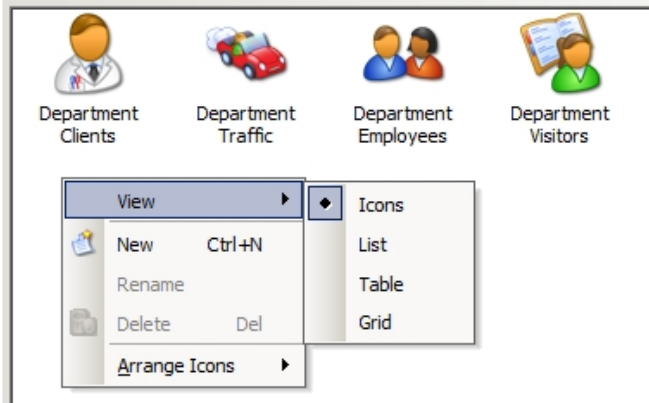 Department Clients
Department Traffic
Department Employees
Department Visitors
View
Icons
New Ctrl+N
List
Rename
Table
Delete Del
Grid
Arrange Icons